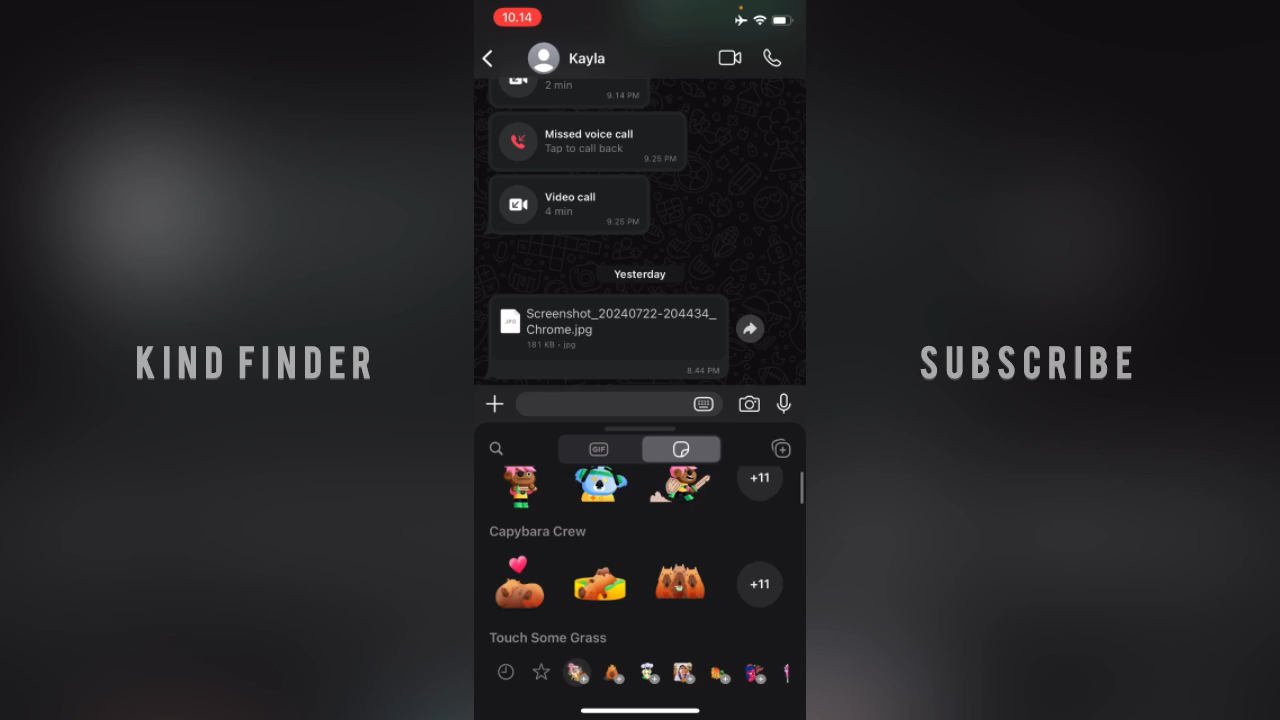 10.14
Kayla
2 min
9.14 PM
Missed voice call
Tap to call back
9.25 PM
Video call
4 min
9.25 PM
Yesterday
JPG
Screenshot_20240722-204434_
Chrome.jpg
181 KB • jpg
8.44 PM
KIND FINDER
SUBSCRIBE
GIF
+11
Capybara Crew
+11
Touch Some Grass